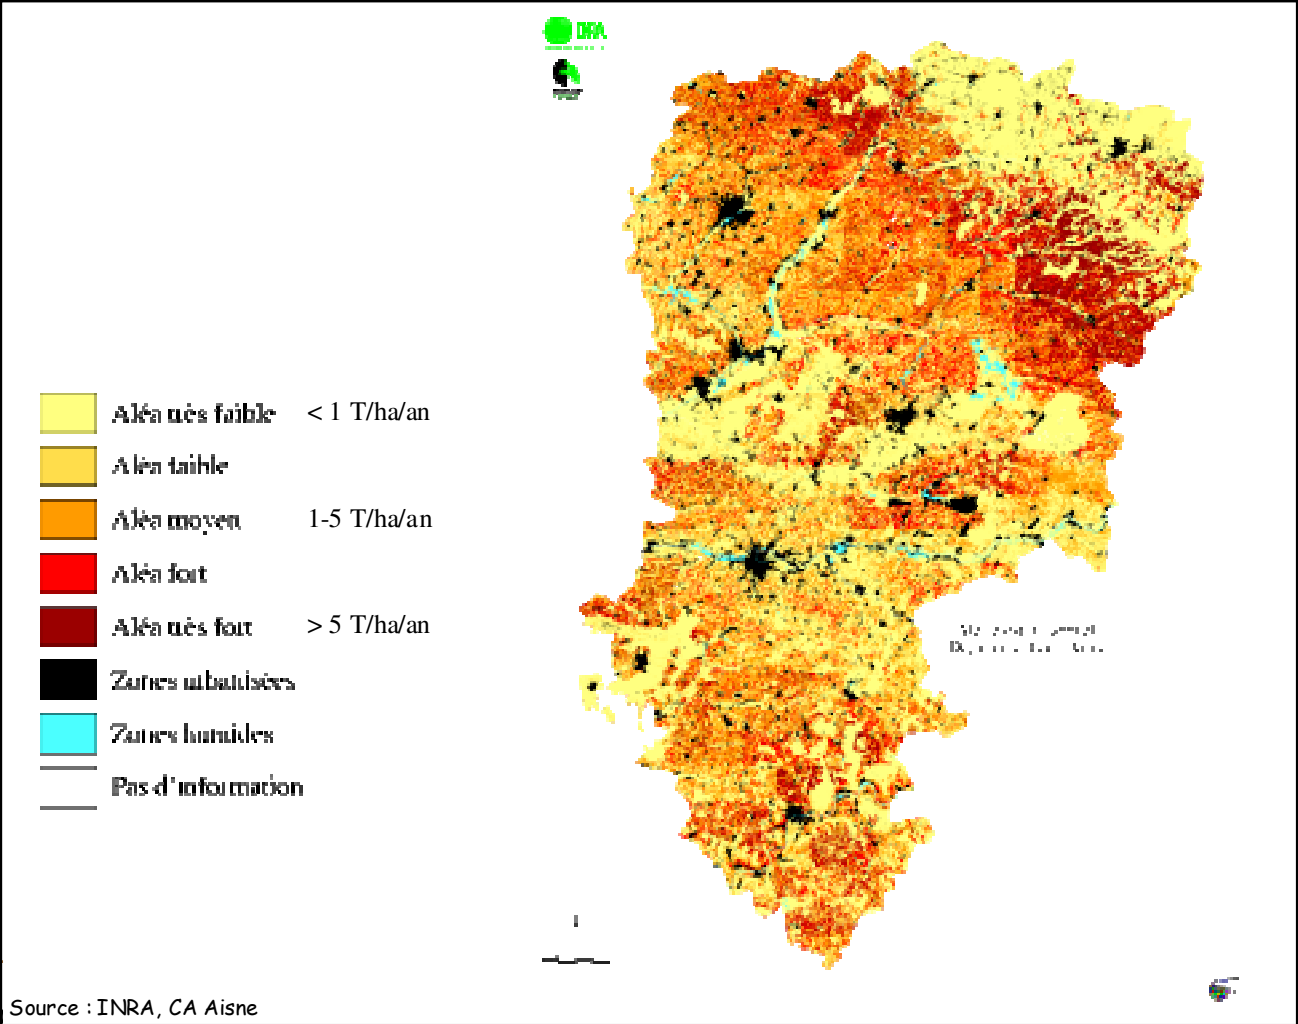 INRA
Aléa très faible < 1 T/ha/an
Aléa faible
Aléa moyen 1-5 T/ha/an
Aléa fort
Aléa très fort > 5 T/ha/an
Zones urbanisées
Zones humides
Pas d'information
Source : INRA, CA Aisne